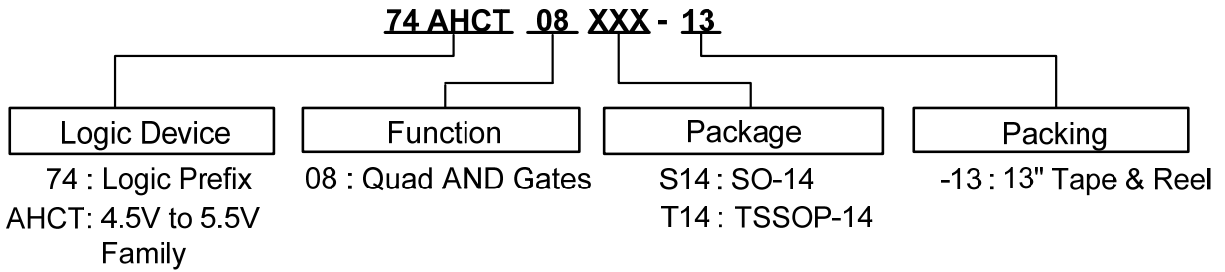 74 AHCT 08 XXX - 13
Logic Device
Function
Package
Packing
74 : Logic Prefix
08 : Quad AND Gates
S14 : SO-14
-13 : 13" Tape & Reel
AHCT: 4.5V to 5.5V
T14 : TSSOP-14
Family